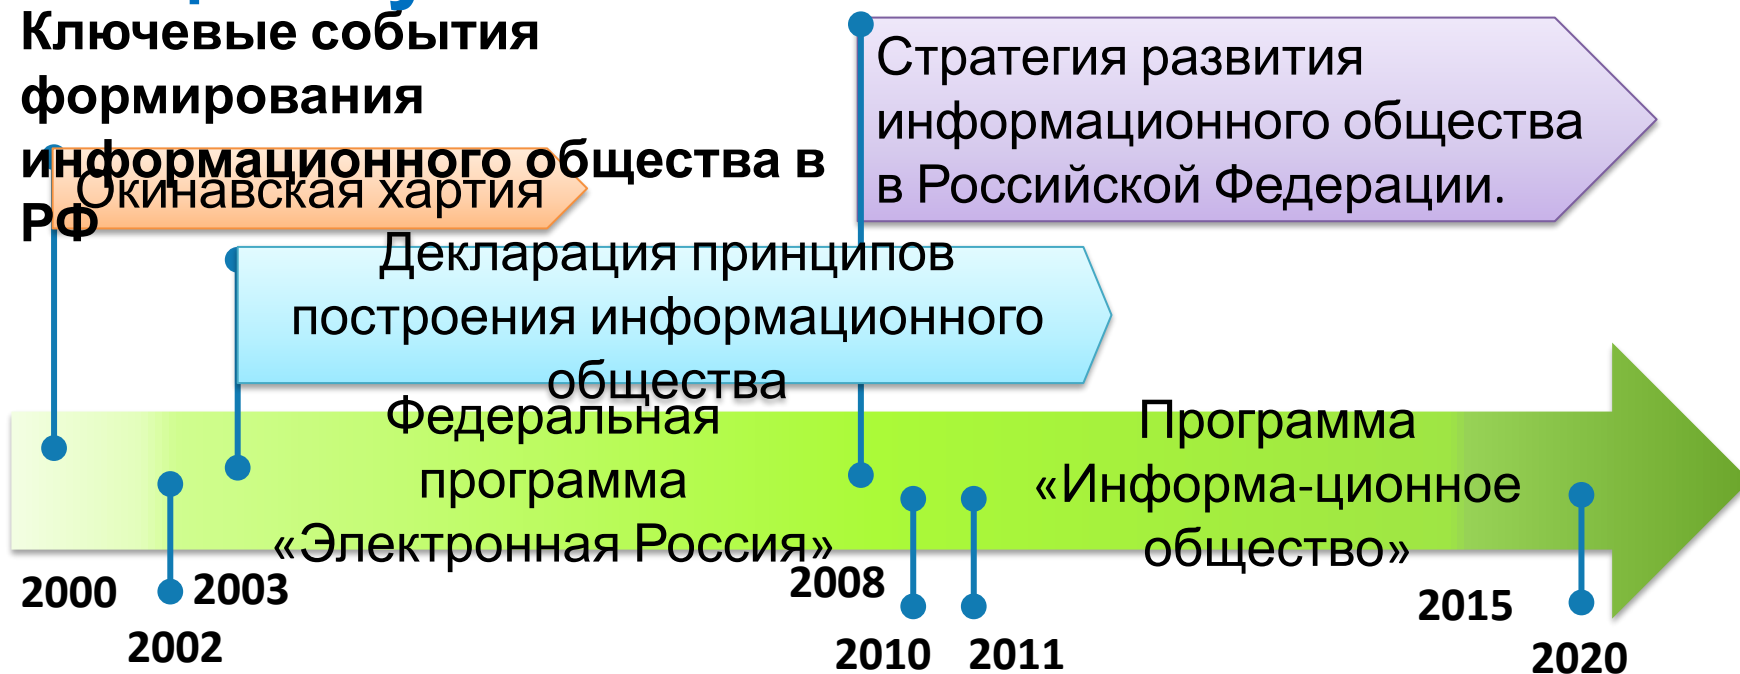 Ключевые события
формирования
информационного общества в
РФ
Окинавская хартия
Стратегия развития
информационного общества
в Российской Федерации.
Декларация принципов
построения информационного
общества
Федеральная
программа
«Электронная Россия»
Программа
«Информа-ционное
общество»
2000
2002
2003
2008
2010
2011
2015
2020